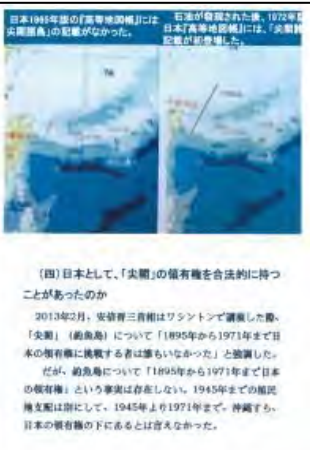 日本1965年版の『高等地図帳』には
尖閣諸島」の記載がなかった。
石油が発現された後、1972年
日本『高等地図帳』には、「尖閣
記載が初登場した。
(四)日本として、「尖閣」の領有権を合法的に持つ
ことがあったのか
2013年2月、安倍晋三首相はワシントンで講演した際、
「尖閣」(釣魚島)について「1895年から1971年まで日
本の領有権に挑戦する者は誰もいなかった」と強調した。
だが、釣魚島について「1895年から1971年まで日本
の領有権」という事実は存在しない。1945年までの植民
地支配は別にして、1945年より1971年まで、沖縄すら、
日本の領有権の下にあるとは言えなかった。